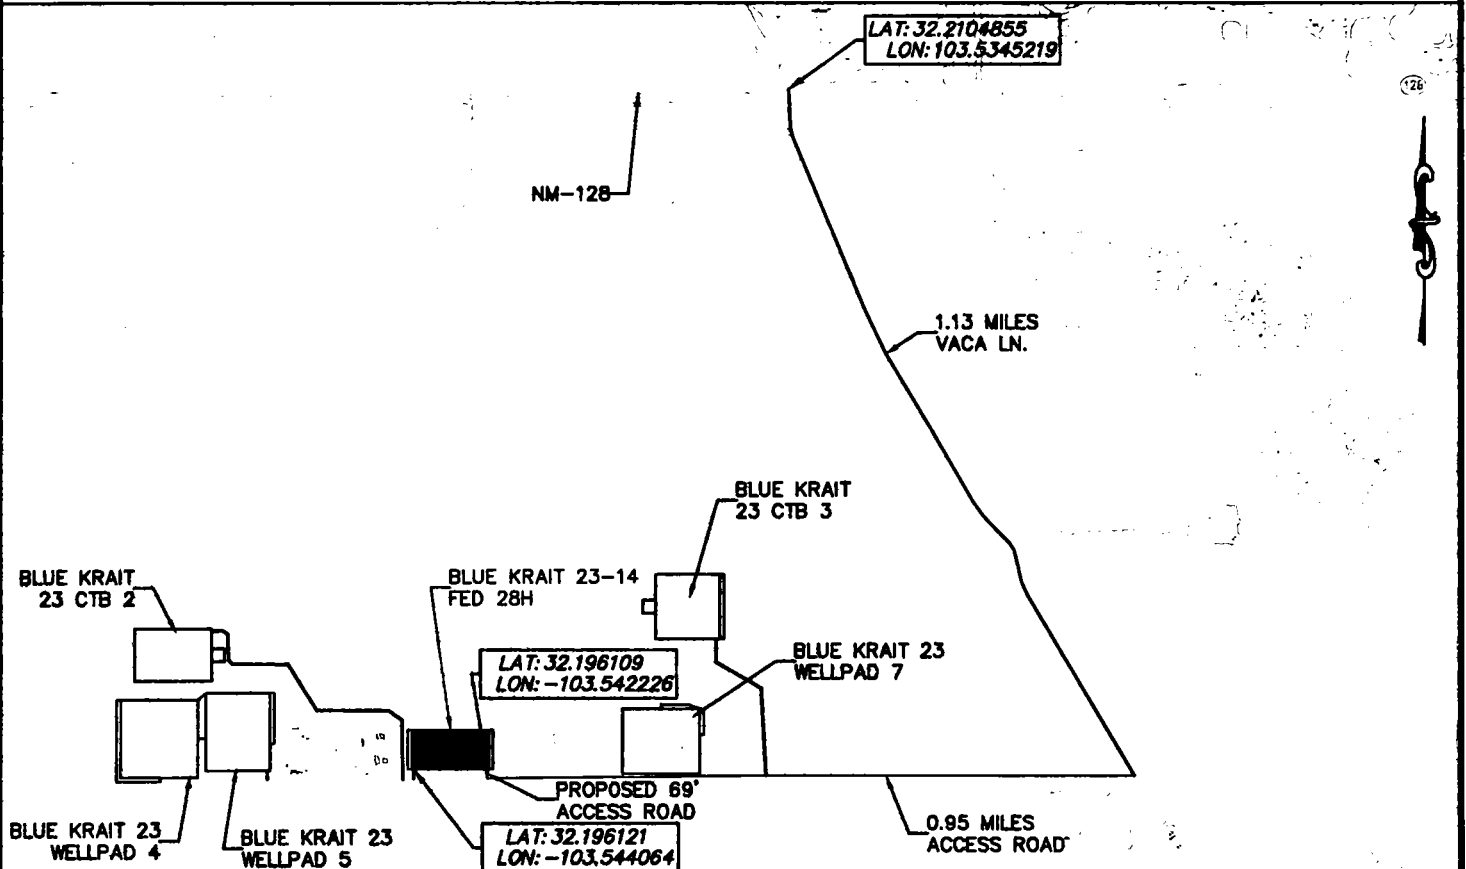 LAT: 32.2104855
LON: 103.5345219
128
NM-128
1.13 MILES
VACA LN.
BLUE KRAIT
23 CTB 3
BLUE KRAIT
23 CTB 2
BLUE KRAIT 23-14
FED 28H
LAT: 32.196109
LON: -103.542226
BLUE KRAIT 23
WELLPAD 7
PROPOSED 69'
ACCESS ROAD
BLUE KRAIT 23
WELLPAD 4
BLUE KRAIT 23
WELLPAD 5
LAT: 32.196121
LON: -103.544064
0.95 MILES
ACCESS ROAD